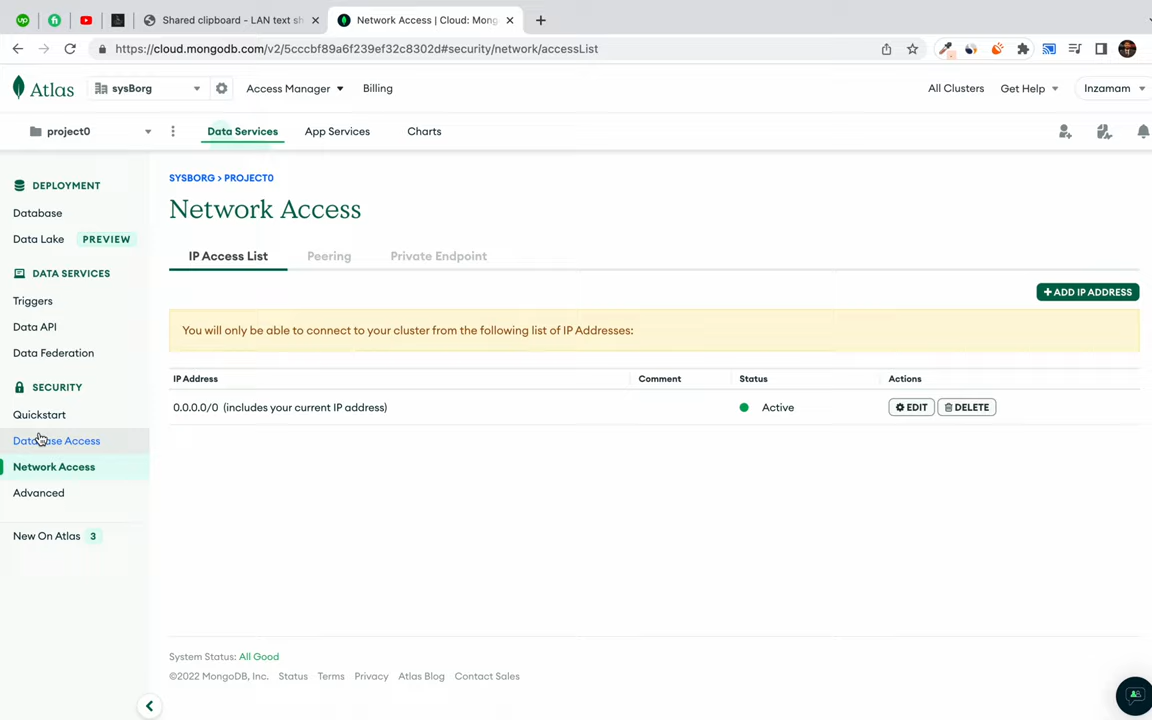 Shared clipboard - LAN text sh
Network Access | Cloud: Mong
https://cloud.mongodb.com/v2/5cccbf89a6f239ef32c8302d#security/network/accessList
Atlas
sysBorg
Access Manager
Billing
All Clusters
Get Help
Inzamam
project0
Data Services
App Services
Charts
DEPLOYMENT
Database
Data Lake PREVIEW
DATA SERVICES
Triggers
Data API
Data Federation
SECURITY
Quickstart
Database Access
Network Access
Advanced
New On Atlas 3
SYSBORG > PROJECT0
Network Access
IP Access List
Peering
Private Endpoint
+ ADD IP ADDRESS
You will only be able to connect to your cluster from the following list of IP Addresses:
IP Address Comment Status Actions
0.0.0.0/0 (includes your current IP address) Active EDIT DELETE
System Status: All Good
©2022 MongoDB, Inc. Status Terms Privacy Atlas Blog Contact Sales